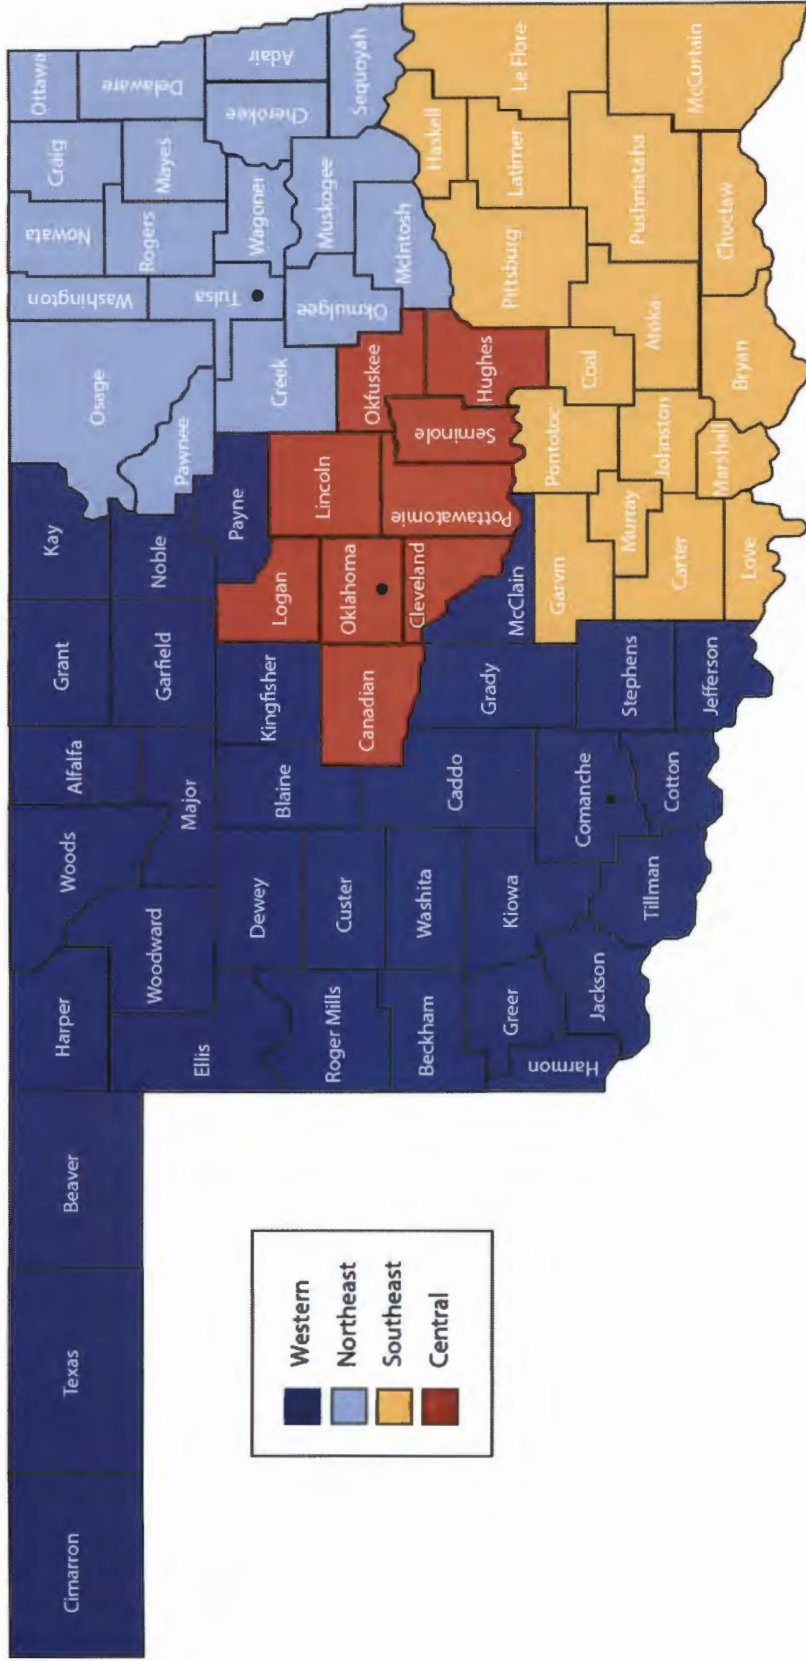 Cimarron
Texas
Beaver
Harper
Woods
Alfalfa
Grant
Kay
Osage
Washington
Nowata
Craig
Ottawa
Ellis
Woodward
Major
Garfield
Noble
Pawnee
Tulsa
Rogers
Mayes
Delaware
Roger Mills
Dewey
Blaine
Kingfisher
Logan
Payne
Creek
Wagoner
Cherokee
Adair
Custer
Canadian
Oklahoma
Lincoln
Okfuskee
Okmulgee
Muskogee
Sequoyah
Beckham
Washita
Caddo
Grady
Cleveland
Pottawatomie
Seminole
Hughes
McIntosh
Haskell
Harmon
Greer
Kiowa
Comanche
McClain
Garvin
Pontotoc
Coal
Pittsburg
Latimer
Le Flore
Jackson
Tillman
Cotton
Stephens
Murray
Johnston
Atoka
Pushmataha
McCurtain
Jefferson
Carter
Love
Marshall
Bryan
Choctaw
Western
Northeast
Southeast
Central